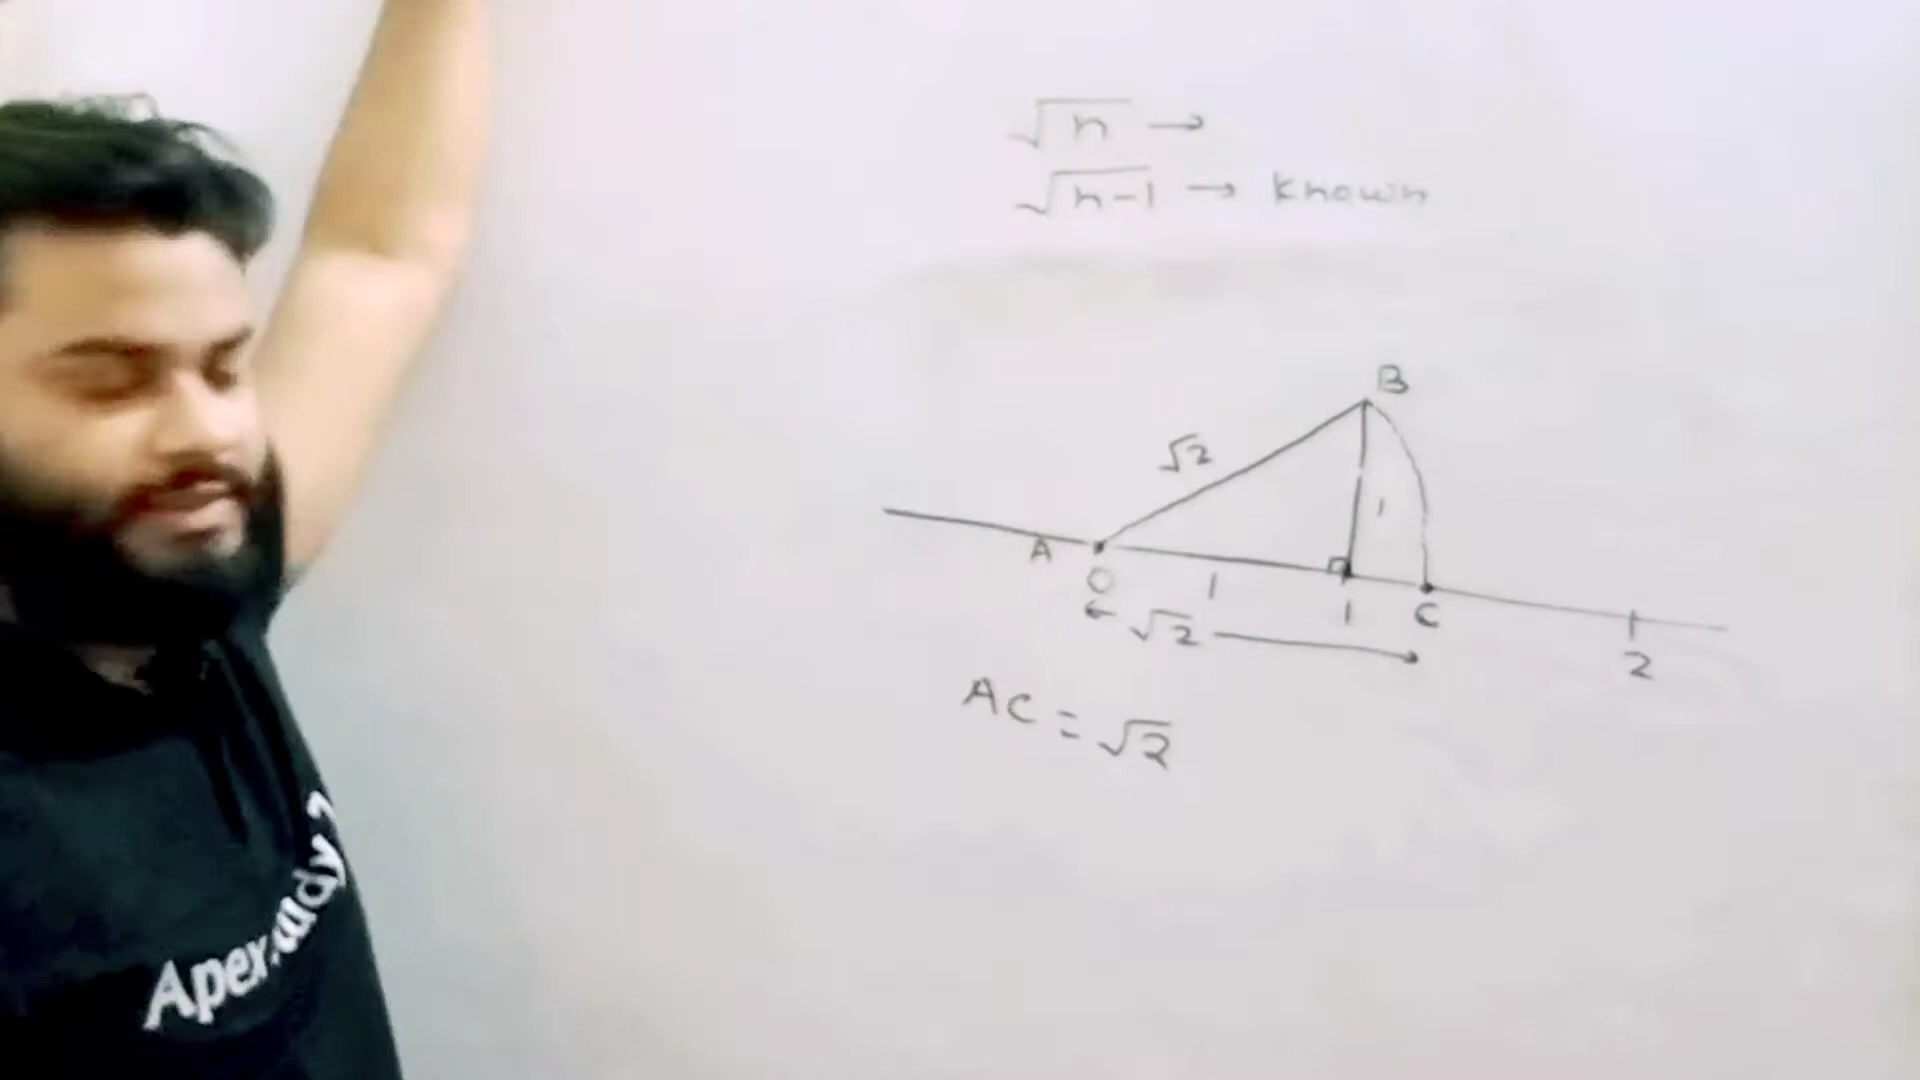 √n →
√n-1 → known
B
√2
1
A
0
1
1
C
← √2 →
2
AC = √2
Apex